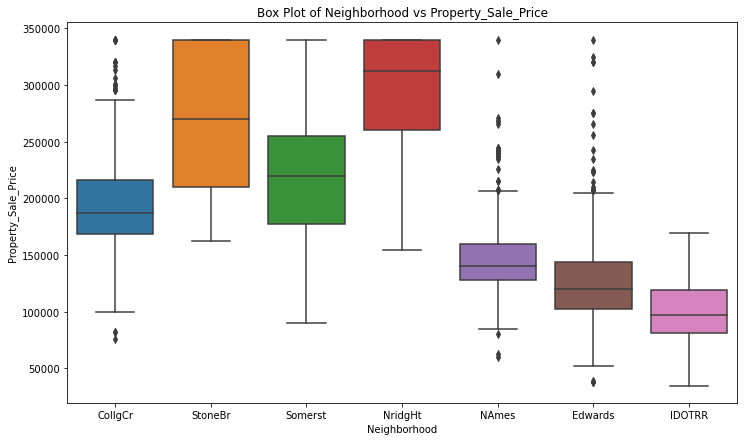 Box Plot of Neighborhood vs Property_Sale_Price
Property_Sale_Price
350000
300000
250000
200000
150000
100000
50000
CollgCr StoneBr Somerst NridgHt NAmes Edwards IDOTRR
Neighborhood